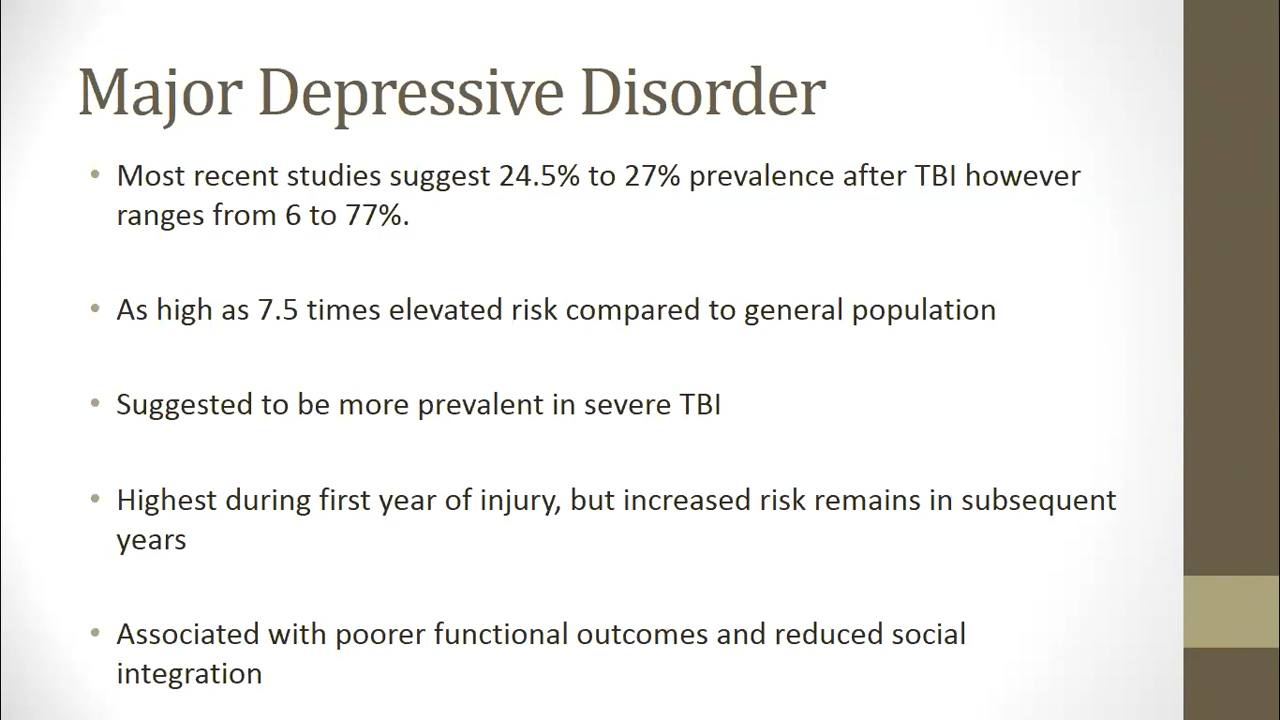 Major Depressive Disorder
• Most recent studies suggest 24.5% to 27% prevalence after TBI however
ranges from 6 to 77%.
• As high as 7.5 times elevated risk compared to general population
• Suggested to be more prevalent in severe TBI
• Highest during first year of injury, but increased risk remains in subsequent
years
• Associated with poorer functional outcomes and reduced social
integration